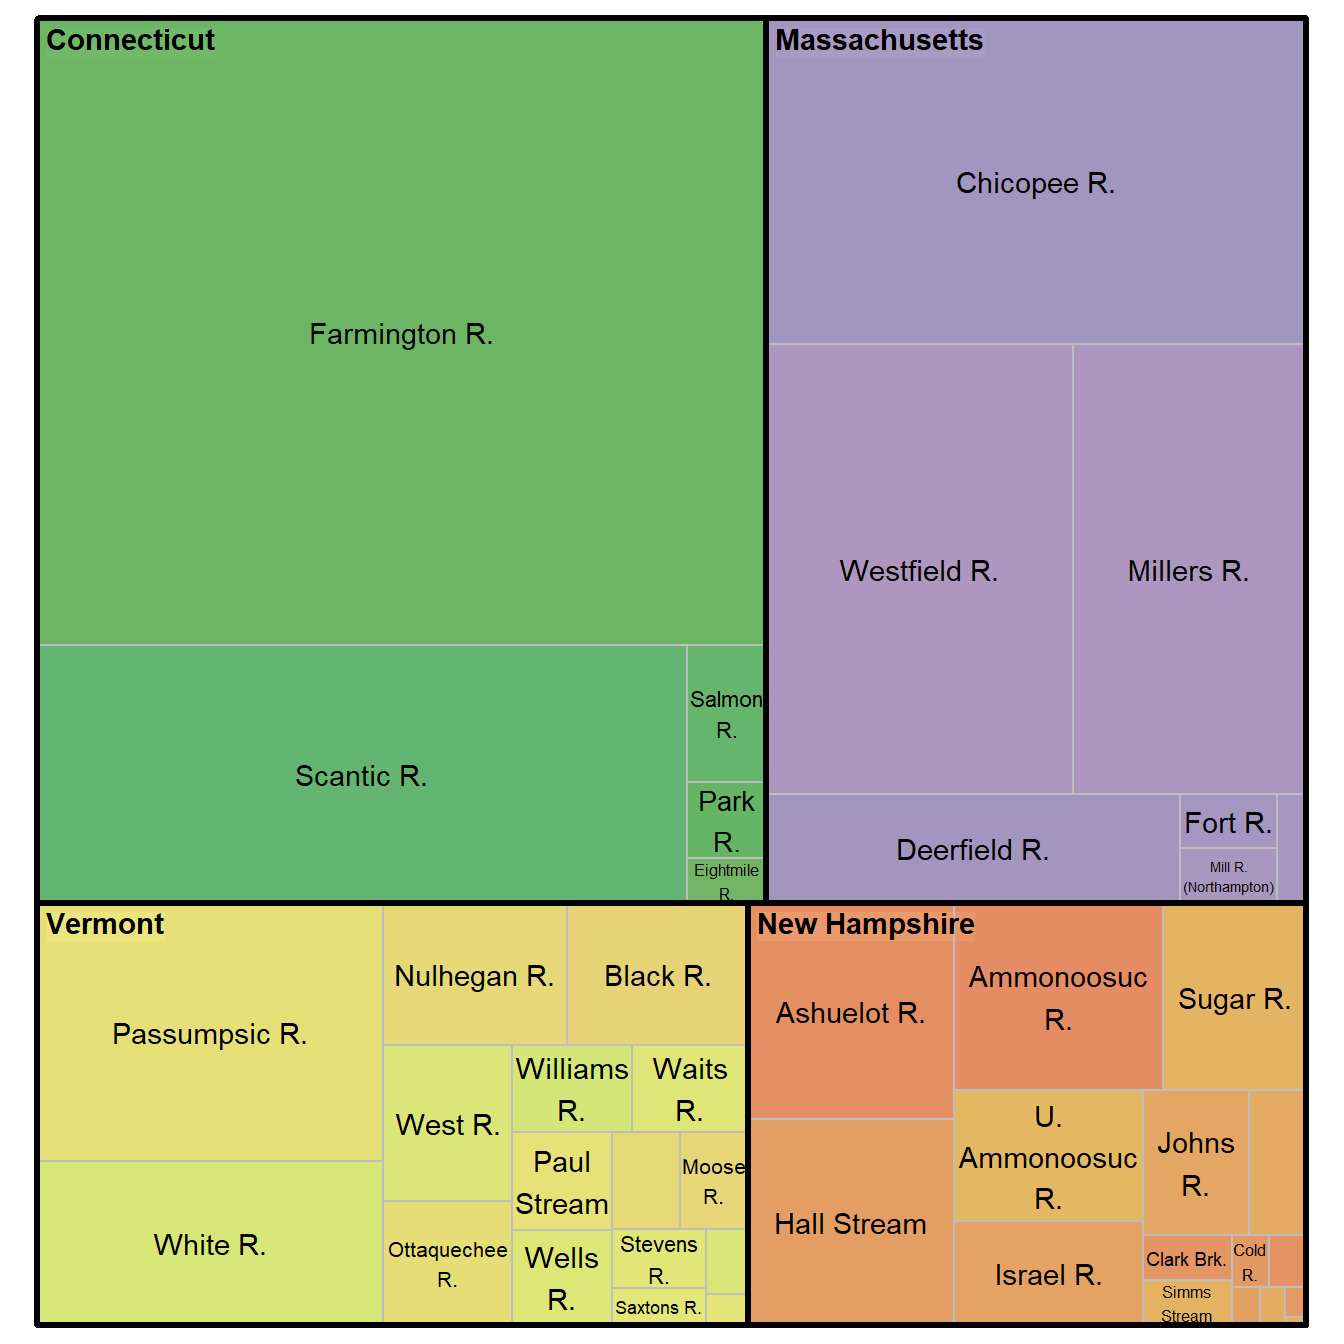 Connecticut
Farmington R.
Scantic R.
Salmon
R.
Park
R.
Eightmile
R.
Massachusetts
Chicopee R.
Westfield R.
Millers R.
Deerfield R.
Fort R.
Mill R.
(Northampton)
Vermont
Passumpsic R.
White R.
Nulhegan R.
Black R.
West R.
Ottaquechee
R.
Williams
R.
Waits
R.
Paul
Stream
Moose
R.
Wells
R.
Stevens
R.
Saxtons R.
New Hampshire
Ashuelot R.
Hall Stream
Ammonoosuc
R.
Sugar R.
U.
Ammonoosuc
R.
Johns
R.
Israel R.
Clark Brk.
Cold
R.
Simms
Stream